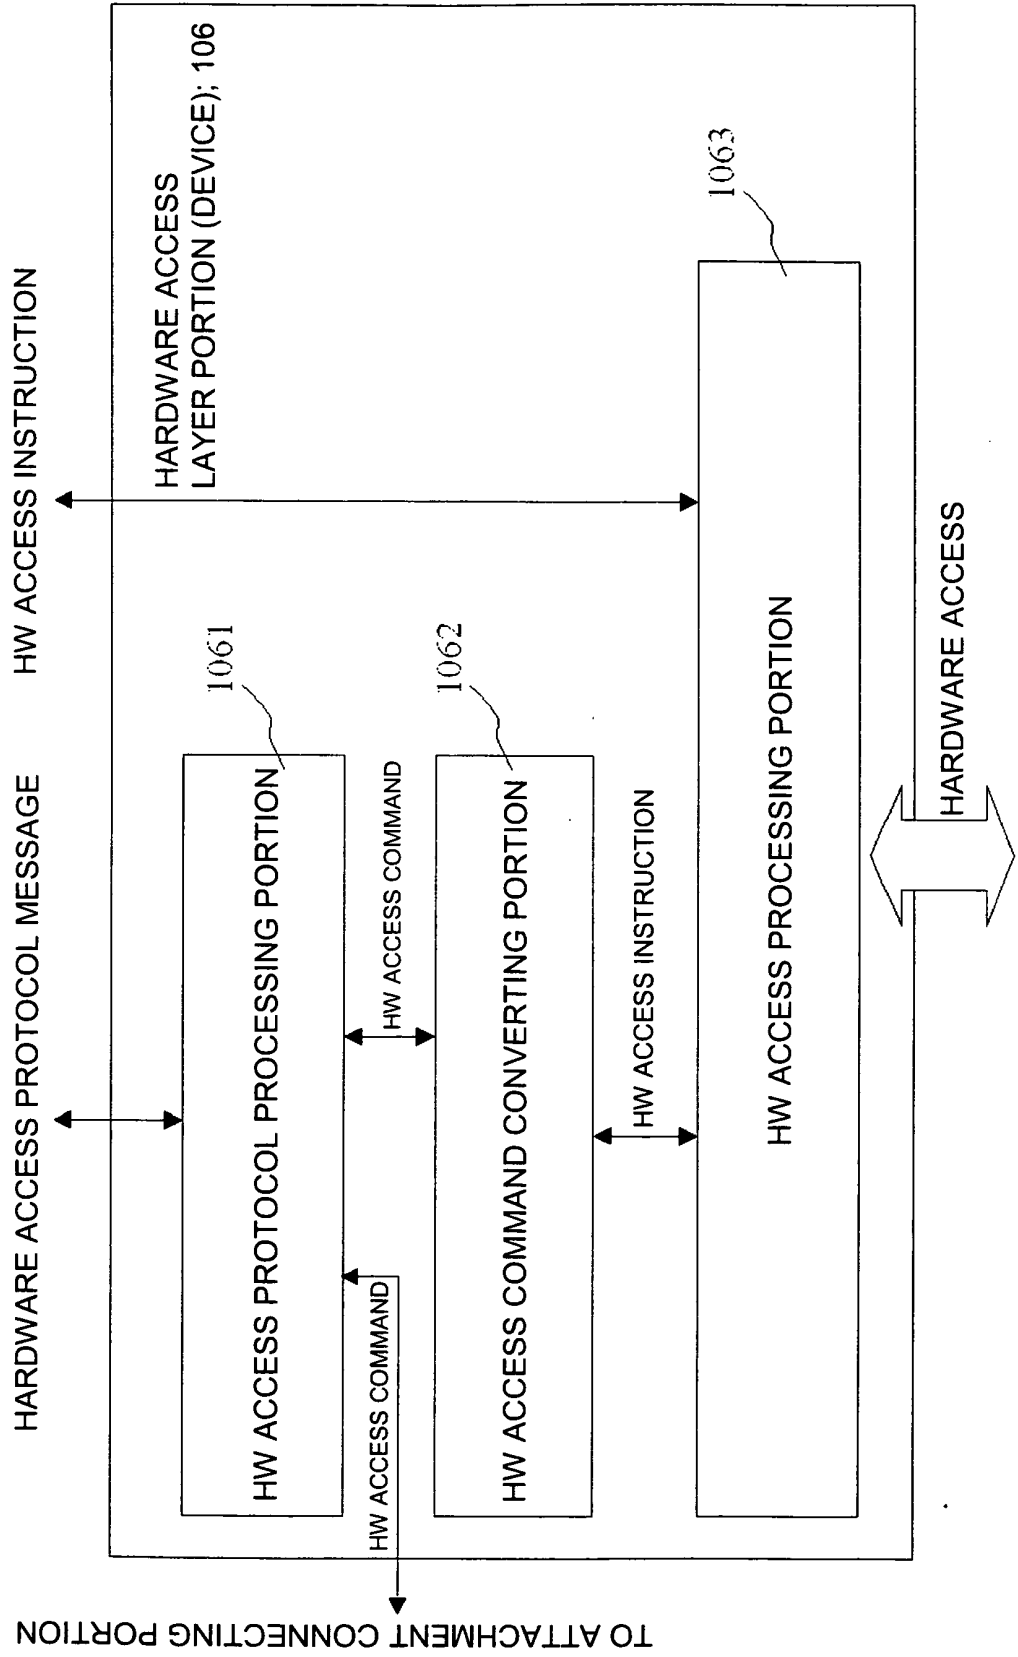 HARDWARE ACCESS PROTOCOL MESSAGE
HW ACCESS INSTRUCTION
HARDWARE ACCESS
LAYER PORTION (DEVICE); 106
1061
HW ACCESS PROTOCOL PROCESSING PORTION
HW ACCESS COMMAND
HW ACCESS COMMAND
TO ATTACHMENT CONNECTING PORTION
1062
HW ACCESS COMMAND CONVERTING PORTION
HW ACCESS INSTRUCTION
1063
HW ACCESS PROCESSING PORTION
HARDWARE ACCESS